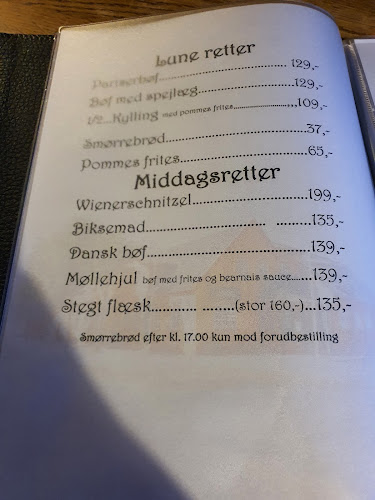 Lune retter
Pariserbøf.......................................... 129,-
Bøf med spejlæg..............................129,-
1/2...Kylling med pommes frites........................,,,109,-
Smørrebrød..........................................37,-
Pommes frites.....................................65,-
Middagsretter
Wienerschnitzel..............................199,-
Biksemad............................. .........135,-
Dansk bøf..........................................139,-
Møllehjul bøf med frites og bearnais sauce......139,-
Stegt flæsk............ ........(stor 160,-)...135,-
Smørrebrød efter kl. 17.00 kun mod forudbestilling